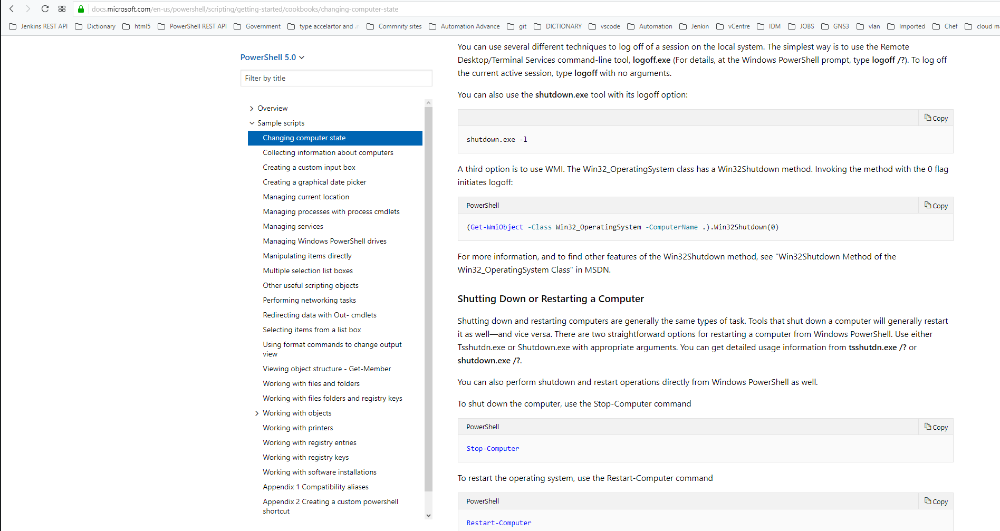 docs.microsoft.com/en-us/powershell/scripting/getting-started/cookbooks/changing-computer-state
Jenkins REST API Dictionary html5 PowerShell REST API Government type accelartor and .n Commnity sites Automation Advance git DICTIONARY vscode Automation Jenkin vCentre IDM JOBS GNS3 vlan Imported Chef cloud m
PowerShell 5.0
Filter by title
Overview
Sample scripts
Changing computer state
Collecting information about computers
Creating a custom input box
Creating a graphical date picker
Managing current location
Managing processes with process cmdlets
Managing services
Managing Windows PowerShell drives
Manipulating items directly
Multiple selection list boxes
Other useful scripting objects
Performing networking tasks
Redirecting data with Out- cmdlets
Selecting items from a list box
Using format commands to change output
view
Viewing object structure - Get-Member
Working with files and folders
Working with files folders and registry keys
Working with objects
Working with printers
Working with registry entries
Working with registry keys
Working with software installations
Appendix 1 Compatibility aliases
Appendix 2 Creating a custom powershell
shortcut
You can use several different techniques to log off of a session on the local system. The simplest way is to use the Remote
Desktop/Terminal Services command-line tool, logoff.exe (For details, at the Windows PowerShell prompt, type logoff /?). To log off
the current active session, type logoff with no arguments.
You can also use the shutdown.exe tool with its logoff option:
Copy
shutdown.exe -l
A third option is to use WMI. The Win32_OperatingSystem class has a Win32Shutdown method. Invoking the method with the 0 flag
initiates logoff:
PowerShell Copy
(Get-WmiObject -Class Win32_OperatingSystem -ComputerName .).Win32Shutdown(0)
For more information, and to find other features of the Win32Shutdown method, see "Win32Shutdown Method of the
Win32_OperatingSystem Class" in MSDN.
Shutting Down or Restarting a Computer
Shutting down and restarting computers are generally the same types of task. Tools that shut down a computer will generally restart
it as well—and vice versa. There are two straightforward options for restarting a computer from Windows PowerShell. Use either
Tsshutdn.exe or Shutdown.exe with appropriate arguments. You can get detailed usage information from tsshutdn.exe /? or
shutdown.exe /?.
You can also perform shutdown and restart operations directly from Windows PowerShell as well.
To shut down the computer, use the Stop-Computer command
PowerShell Copy
Stop-Computer
To restart the operating system, use the Restart-Computer command
PowerShell Copy
Restart-Computer